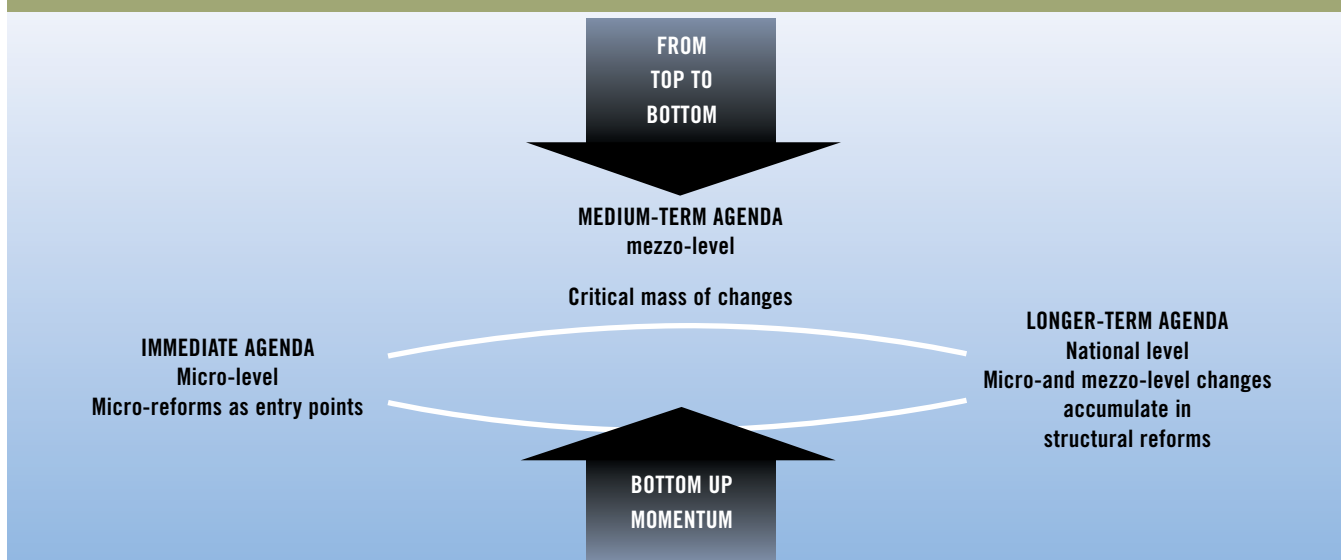 FROM
TOP TO
BOTTOM
MEDIUM-TERM AGENDA
mezzo-level
Critical mass of changes
IMMEDIATE AGENDA
Micro-level
Micro-reforms as entry points
LONGER-TERM AGENDA
National level
Micro-and mezzo-level changes
accumulate in
structural reforms
BOTTOM UP
MOMENTUM